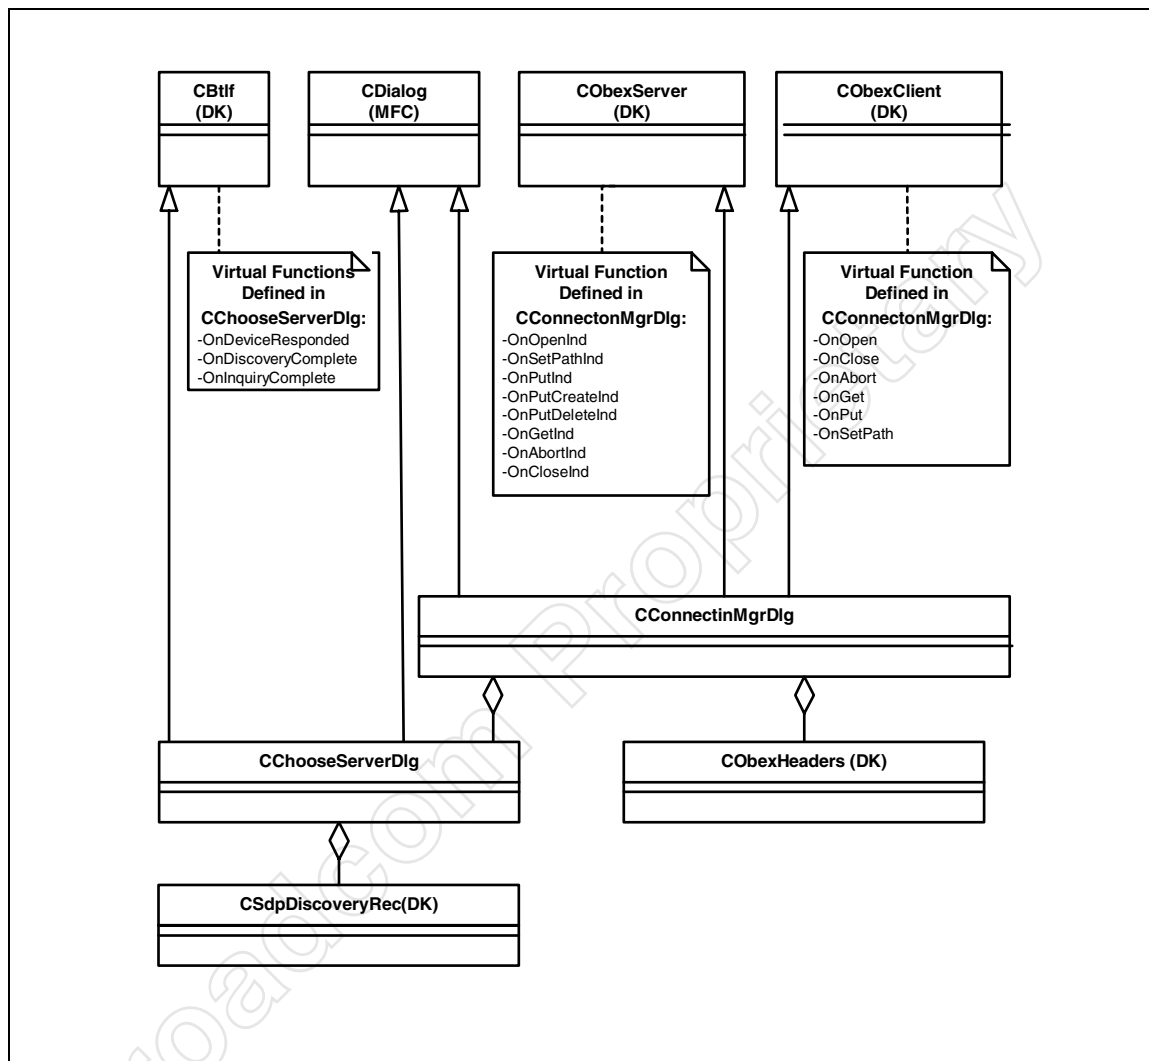 CBtIf
(DK)
CDialog
(MFC)
CObexServer
(DK)
CObexClient
(DK)
Virtual Functions
Defined in
CChooseServerDlg:
-OnDeviceResponded
-OnDiscoveryComplete
-OnInquiryComplete
Virtual Function
Defined in
CConnectonMgrDlg:
-OnOpenInd
-OnSetPathInd
-OnPutInd
-OnPutCreateInd
-OnPutDeleteInd
-OnGetInd
-OnAbortInd
-OnCloseInd
Virtual Function
Defined in
CConnectonMgrDlg:
-OnOpen
-OnClose
-OnAbort
-OnGet
-OnPut
-OnSetPath
CConnectinMgrDlg
CChooseServerDlg
CObexHeaders (DK)
CSdpDiscoveryRec(DK)
roadcom Proprietary